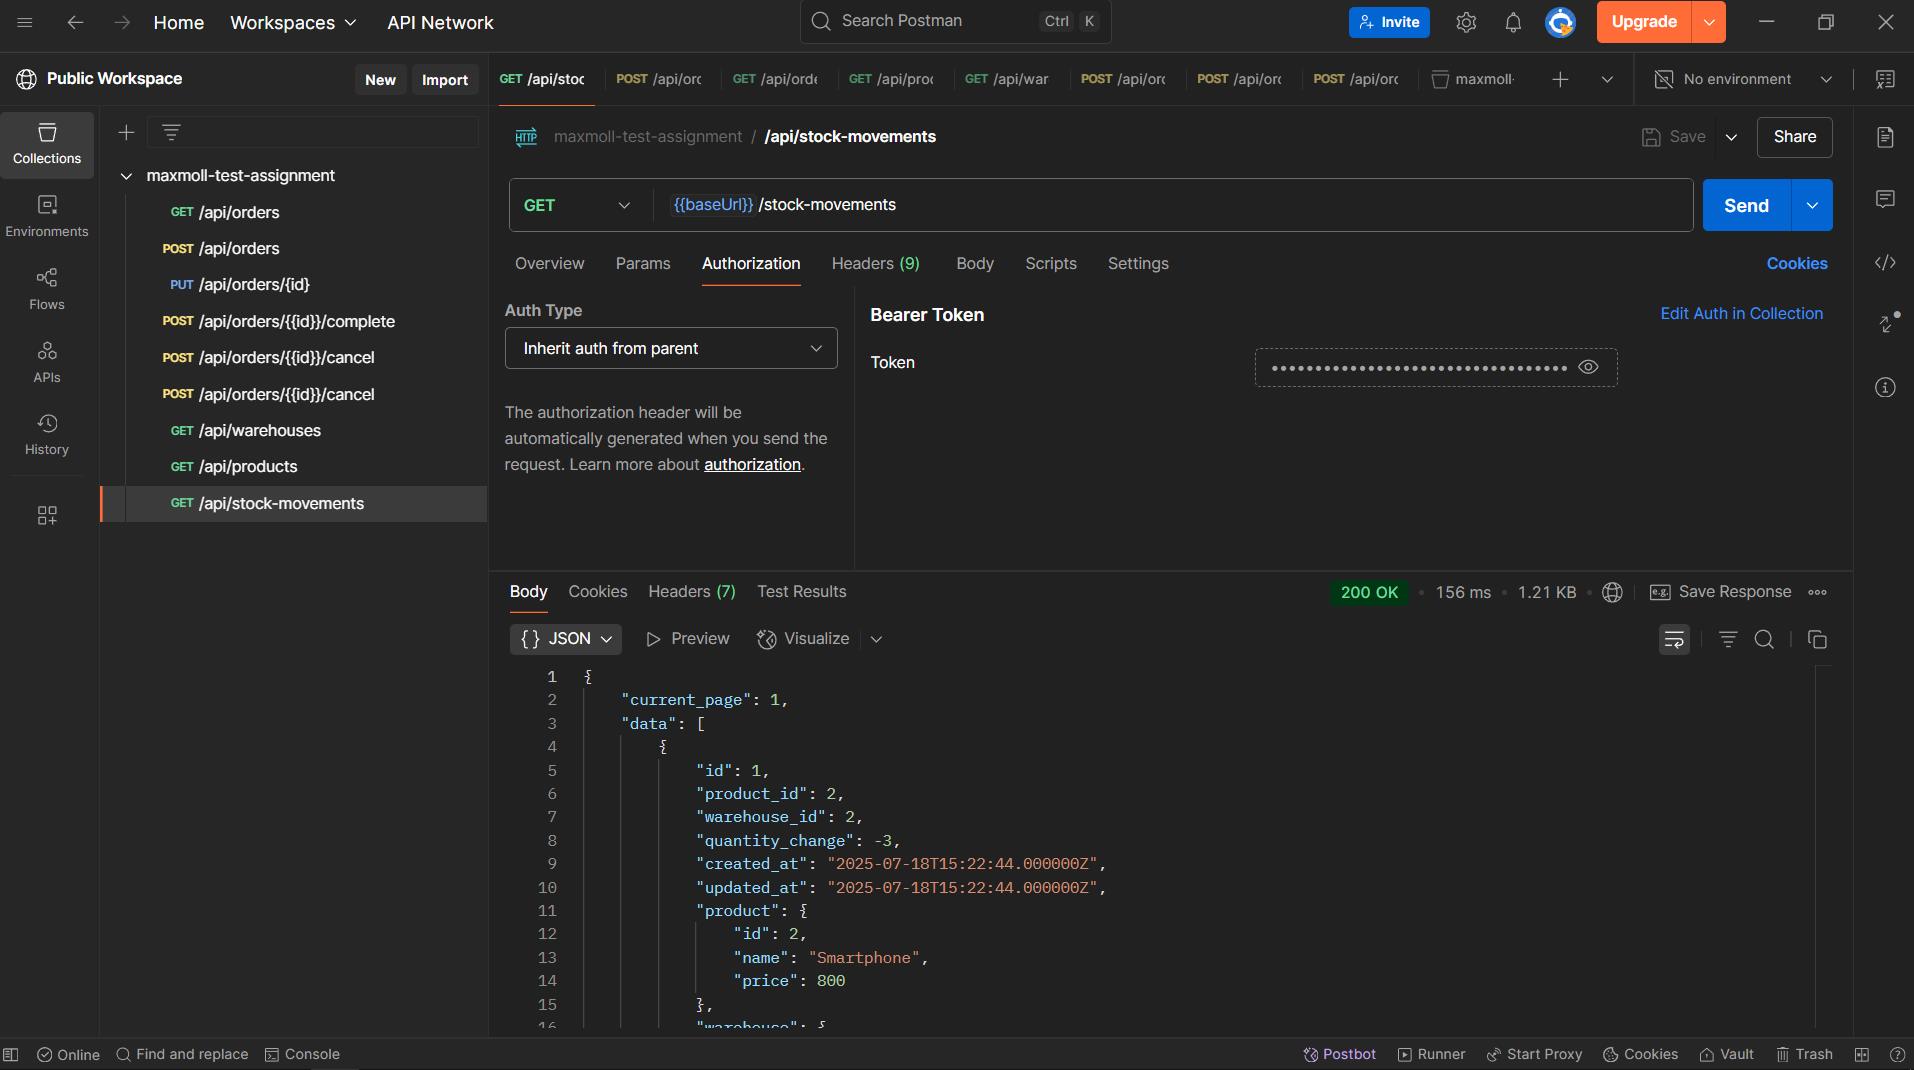 Home Workspaces API Network Search Postman Ctrl K Invite Upgrade
Public Workspace New Import
GET /api/stoc POST /api/orc GET /api/orde GET /api/proc GET /api/war POST /api/orc POST /api/orc POST /api/orc maxmoll- No environment
Collections
Environments
Flows
APIs
History
maxmoll-test-assignment
GET /api/orders
POST /api/orders
PUT /api/orders/{id}
POST /api/orders/{{id}}/complete
POST /api/orders/{{id}}/cancel
POST /api/orders/{{id}}/cancel
GET /api/warehouses
GET /api/products
GET /api/stock-movements
HTTP maxmoll-test-assignment / /api/stock-movements Save Share
GET {{baseUrl}} /stock-movements Send
Overview Params Authorization Headers (9) Body Scripts Settings Cookies
Auth Type
Inherit auth from parent
The authorization header will be
automatically generated when you send the
request. Learn more about authorization.
Bearer Token Edit Auth in Collection
Token ••••••••••••••••••••••••••••••••••
Body Cookies Headers (7) Test Results 200 OK • 156 ms • 1.21 KB • e.g. Save Response
{} JSON Preview Visualize
1 {
2 "current_page": 1,
3 "data": [
4 {
5 "id": 1,
6 "product_id": 2,
7 "warehouse_id": 2,
8 "quantity_change": -3,
9 "created_at": "2025-07-18T15:22:44.000000Z",
10 "updated_at": "2025-07-18T15:22:44.000000Z",
11 "product": {
12 "id": 2,
13 "name": "Smartphone",
14 "price": 800
15 },
16 "warehouse": {
Online Find and replace Console Postbot Runner Start Proxy Cookies Vault Trash